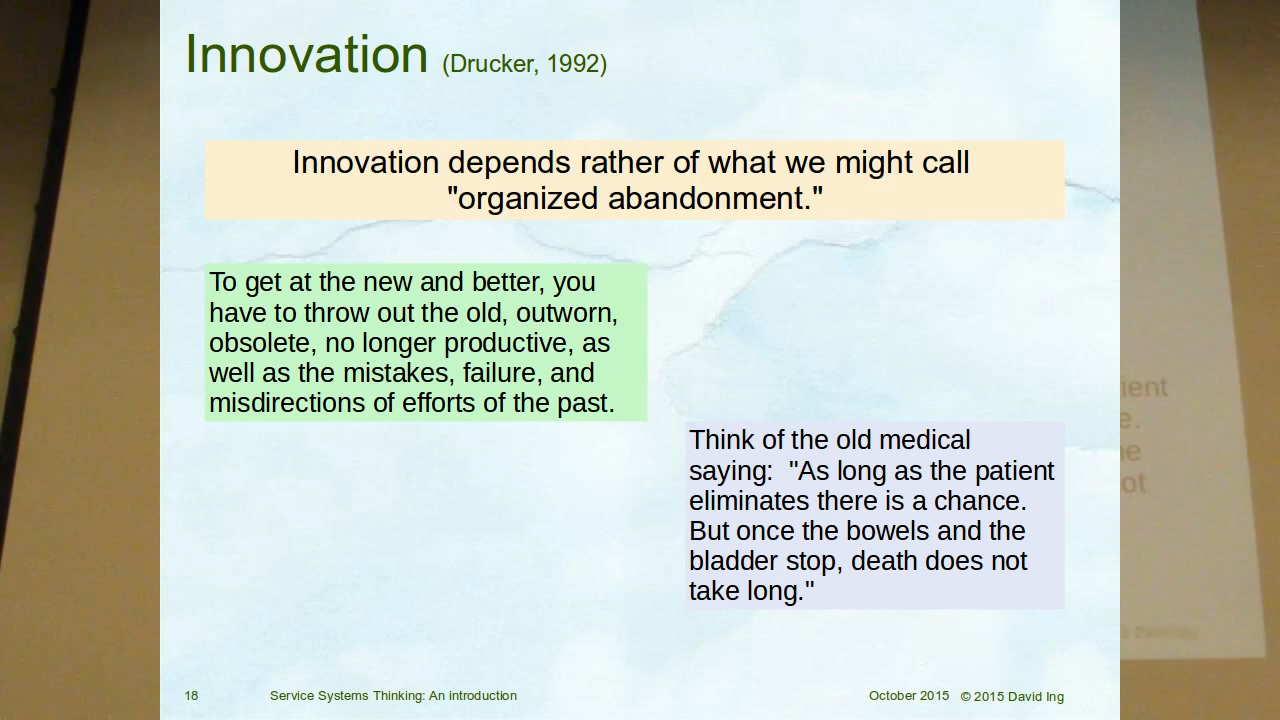 Innovation (Drucker, 1992)
Innovation depends rather of what we might call
"organized abandonment."
To get at the new and better, you
have to throw out the old, outworn,
obsolete, no longer productive, as
well as the mistakes, failure, and
misdirections of efforts of the past.
Think of the old medical
saying:  "As long as the patient
eliminates there is a chance.
But once the bowels and the
bladder stop, death does not
take long."
18 Service Systems Thinking: An introduction October 2015 © 2015 David Ing